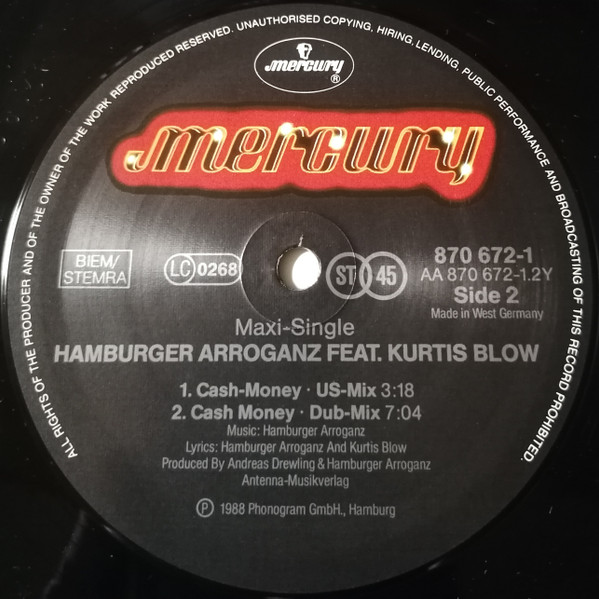 ALL RIGHTS OF THE PRODUCER AND OF THE OWNER OF THE WORK REPRODUCED RESERVED. UNAUTHORISED COPYING, HIRING, LENDING, PUBLIC PERFORMANCE AND BROADCASTING OF THIS RECORD PROHIBITED.
mercury®
mercury
BIEM/
STEMRA
LC 0268
ST 45
870 672-1
AA 870 672-1.2Y
Side 2
Made in West Germany
Maxi-Single
HAMBURGER ARROGANZ FEAT. KURTIS BLOW
1. Cash-Money · US-Mix 3:18
2. Cash Money · Dub-Mix 7:04
Music: Hamburger Arroganz
Lyrics: Hamburger Arroganz And Kurtis Blow
Produced By Andreas Drewling & Hamburger Arroganz
Antenna-Musikverlag
℗ 1988 Phonogram GmbH., Hamburg